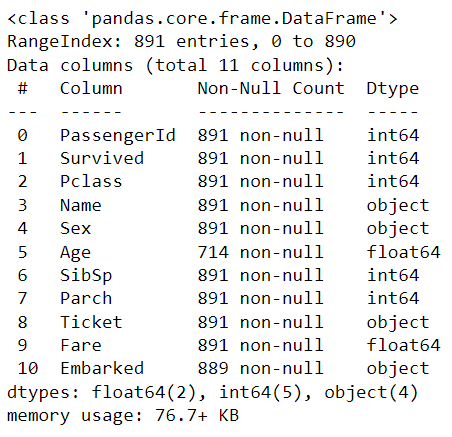 <class 'pandas.core.frame.DataFrame'>
RangeIndex: 891 entries, 0 to 890
Data columns (total 11 columns):
 #   Column       Non-Null Count  Dtype
---  ------       --------------  -----
 0   PassengerId  891 non-null    int64
 1   Survived     891 non-null    int64
 2   Pclass       891 non-null    int64
 3   Name         891 non-null    object
 4   Sex          891 non-null    object
 5   Age          714 non-null    float64
 6   SibSp        891 non-null    int64
 7   Parch        891 non-null    int64
 8   Ticket       891 non-null    object
 9   Fare         891 non-null    float64
 10  Embarked     889 non-null    object
dtypes: float64(2), int64(5), object(4)
memory usage: 76.7+ KB